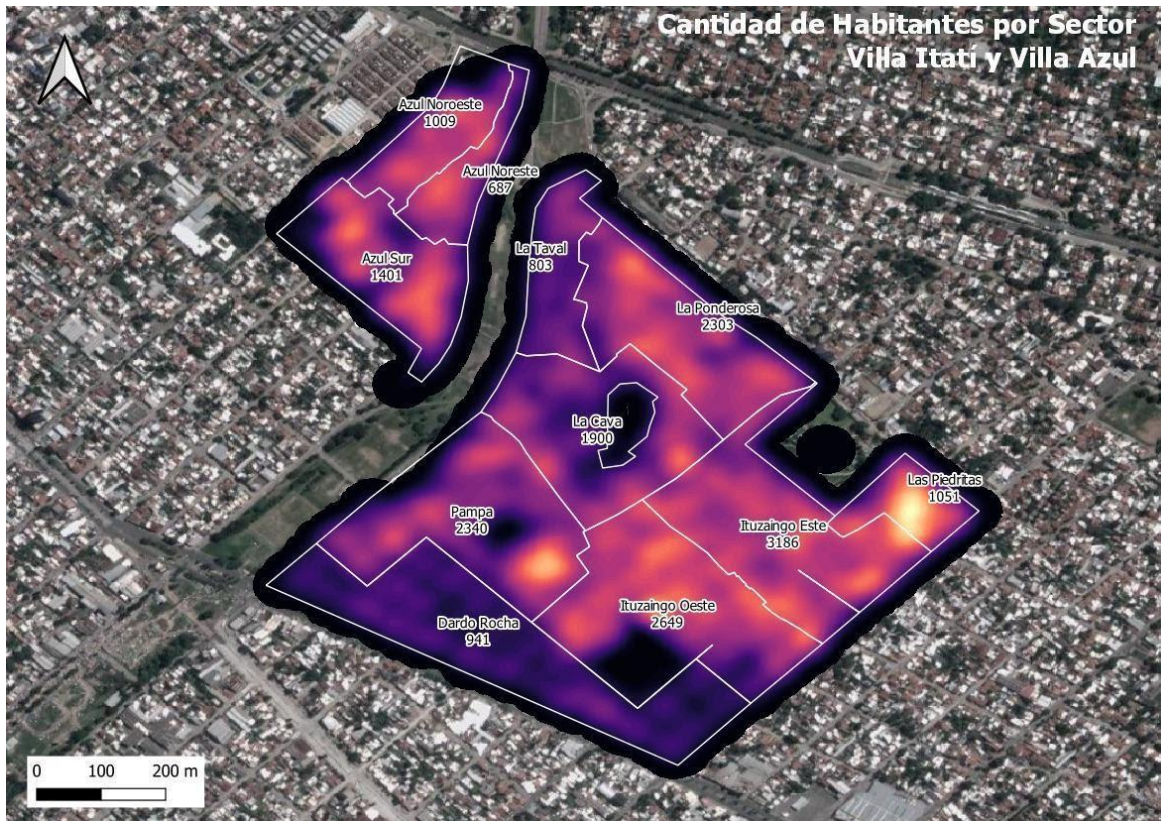 Cantidad de Habitantes por Sector
Villa Itatí y Villa Azul
Azul Noroeste
1009
Azul Noreste
687
La Taval
803
Azul Sur
1401
La Ponderosa
2303
La Cava
1900
Las Piedritas
1051
Pampa
2340
Ituzaingo Este
3186
Ituzaingo Oeste
2649
Dardo Rocha
941
0 100 200 m